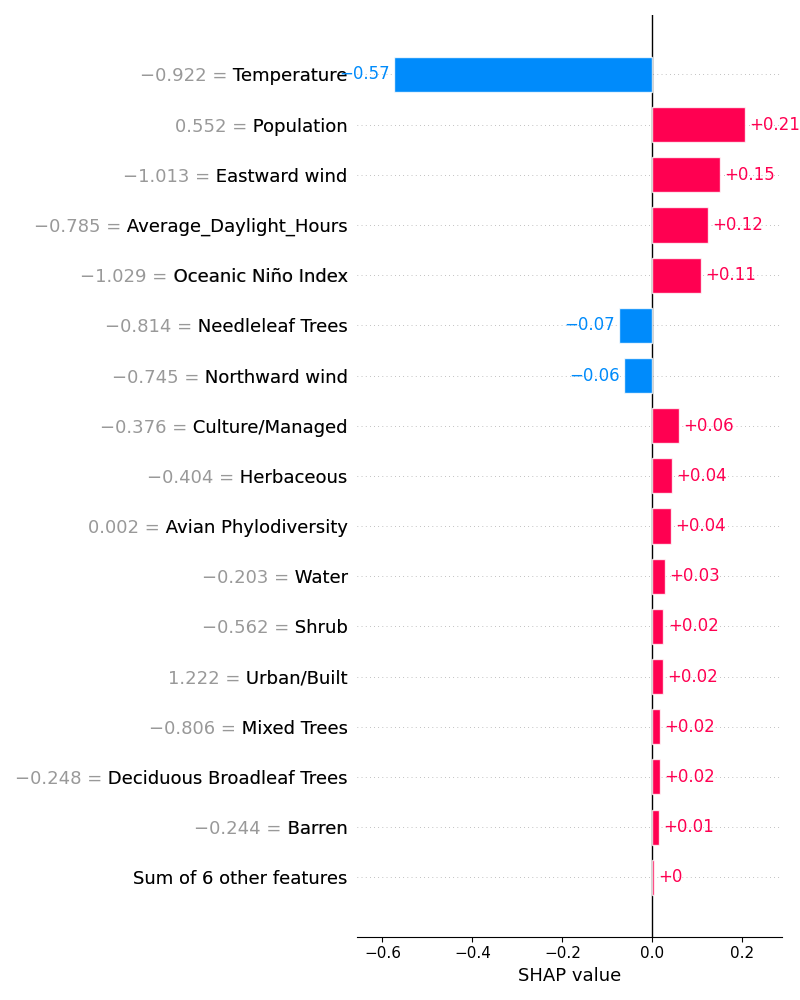 −0.922 = Temperature −0.57
0.552 = Population +0.21
−1.013 = Eastward wind +0.15
−0.785 = Average_Daylight_Hours +0.12
−1.029 = Oceanic Niño Index +0.11
−0.814 = Needleleaf Trees −0.07
−0.745 = Northward wind −0.06
−0.376 = Culture/Managed +0.06
−0.404 = Herbaceous +0.04
0.002 = Avian Phylodiversity +0.04
−0.203 = Water +0.03
−0.562 = Shrub +0.02
1.222 = Urban/Built +0.02
−0.806 = Mixed Trees +0.02
−0.248 = Deciduous Broadleaf Trees +0.02
−0.244 = Barren +0.01
Sum of 6 other features +0
−0.6 −0.4 −0.2 0.0 0.2
SHAP value